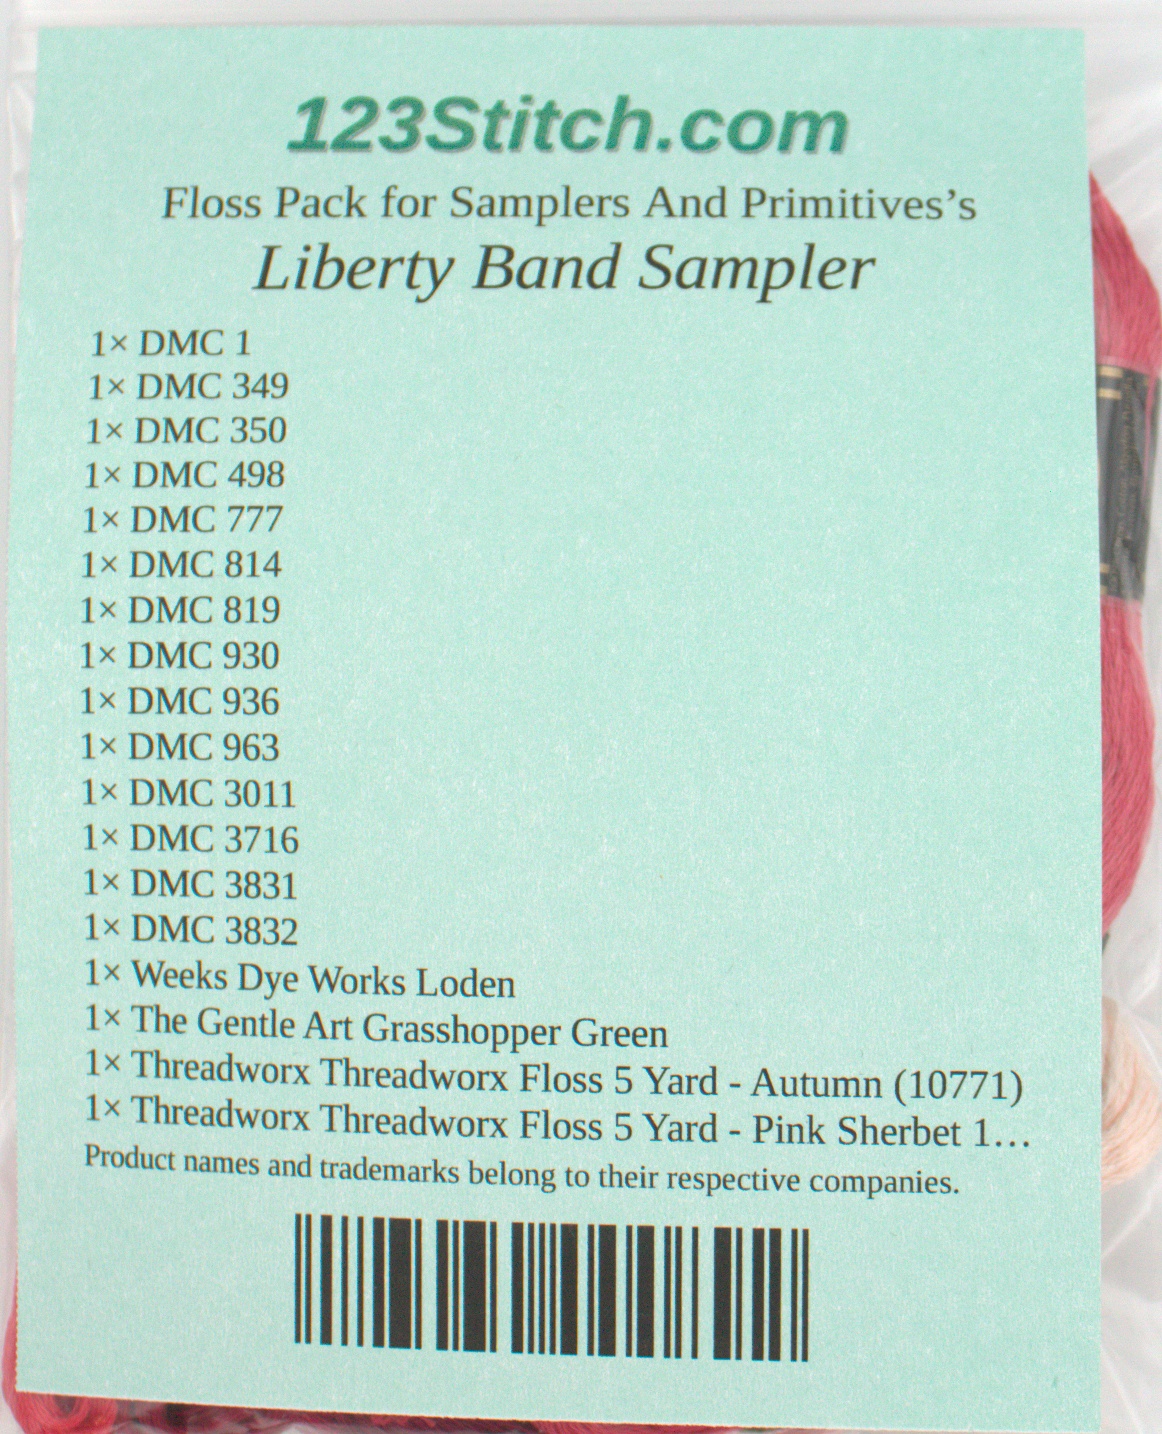 123Stitch.com
Floss Pack for Samplers And Primitives’s
Liberty Band Sampler
1× DMC 1
1× DMC 349
1× DMC 350
1× DMC 498
1× DMC 777
1× DMC 814
1× DMC 819
1× DMC 930
1× DMC 936
1× DMC 963
1× DMC 3011
1× DMC 3716
1× DMC 3831
1× DMC 3832
1× Weeks Dye Works Loden
1× The Gentle Art Grasshopper Green
1× Threadworx Threadworx Floss 5 Yard - Autumn (10771)
1× Threadworx Threadworx Floss 5 Yard - Pink Sherbet 1…
Product names and trademarks belong to their respective companies.